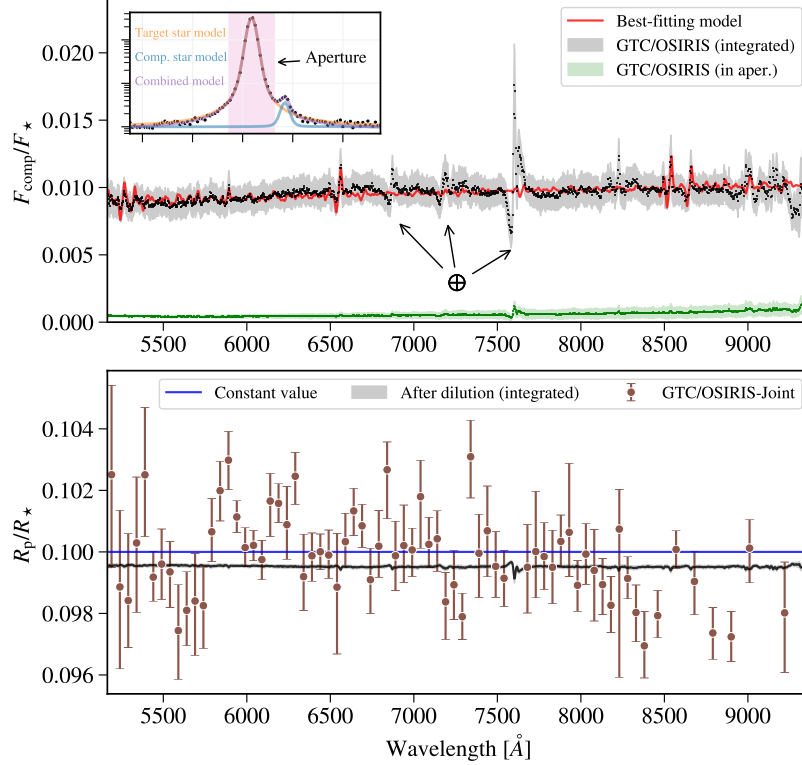 0.020
0.015
0.010
0.005
0.000
F_comp/F_⋆
Target star model
Comp. star model
Combined model
Aperture
Best-fitting model
GTC/OSIRIS (integrated)
GTC/OSIRIS (in aper.)
⊕
5500 6000 6500 7000 7500 8000 8500 9000
Constant value
After dilution (integrated)
GTC/OSIRIS-Joint
0.104
0.102
0.100
0.098
0.096
R_p/R_⋆
5500 6000 6500 7000 7500 8000 8500 9000
Wavelength [Å]